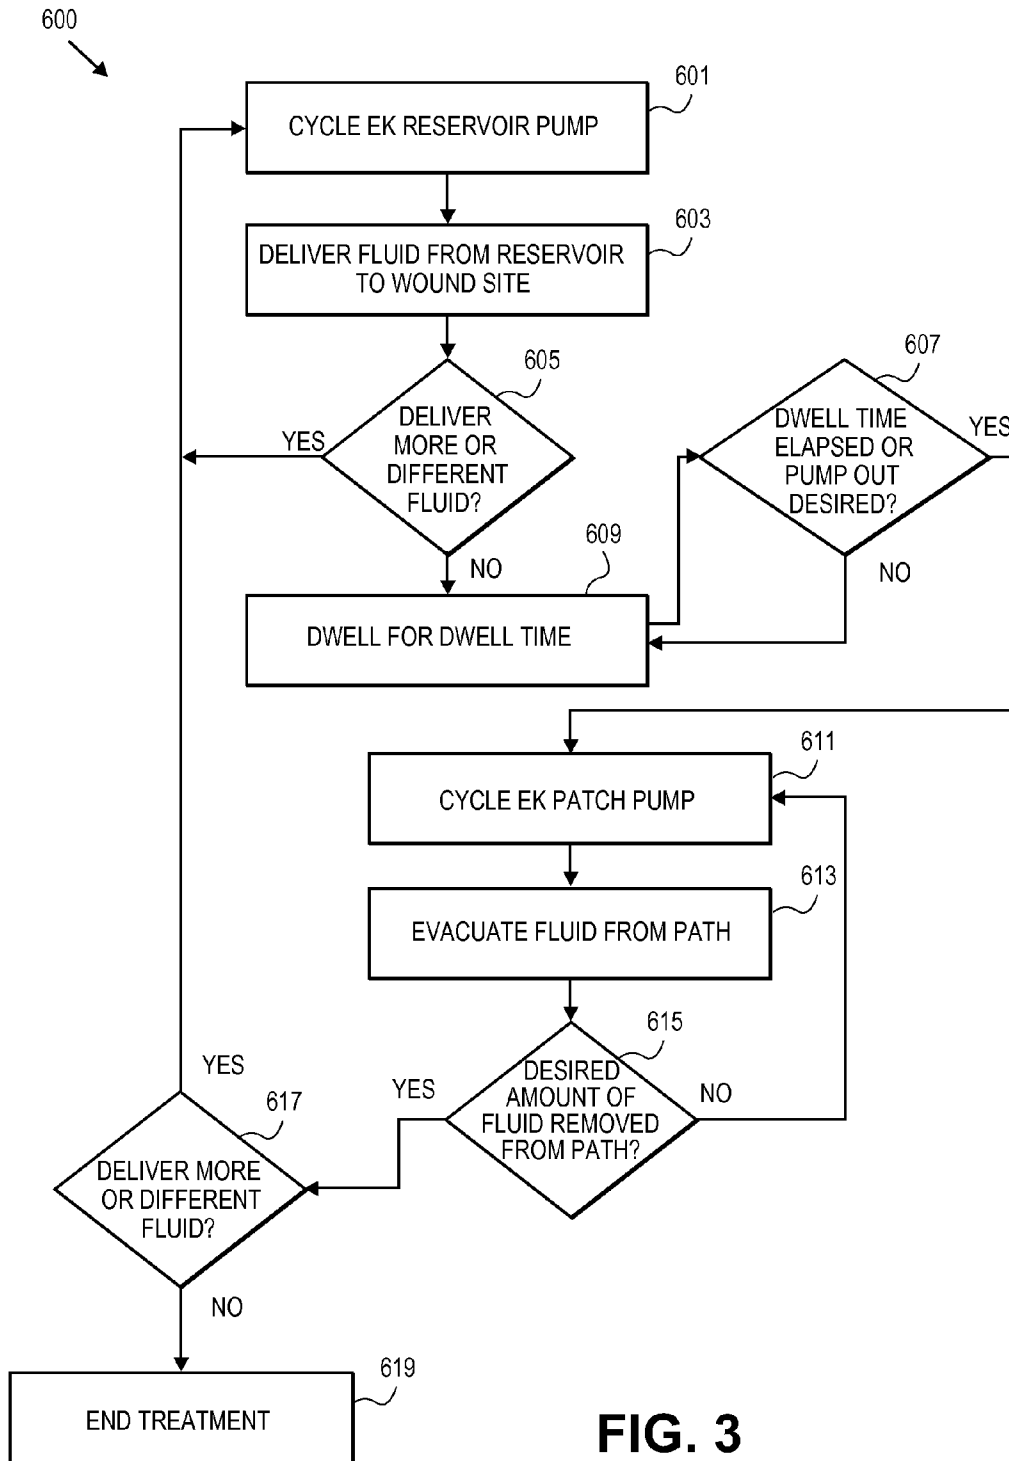 600
601
CYCLE EK RESERVOIR PUMP
603
DELIVER FLUID FROM RESERVOIR
TO WOUND SITE
605
DELIVER
MORE OR
DIFFERENT
FLUID?
YES
NO
607
DWELL TIME
ELAPSED OR
PUMP OUT
DESIRED?
YES
NO
609
DWELL FOR DWELL TIME
611
CYCLE EK PATCH PUMP
613
EVACUATE FLUID FROM PATH
615
DESIRED
AMOUNT OF
FLUID REMOVED
FROM PATH?
YES
NO
YES
617
DELIVER MORE
OR DIFFERENT
FLUID?
NO
619
END TREATMENT
FIG. 3